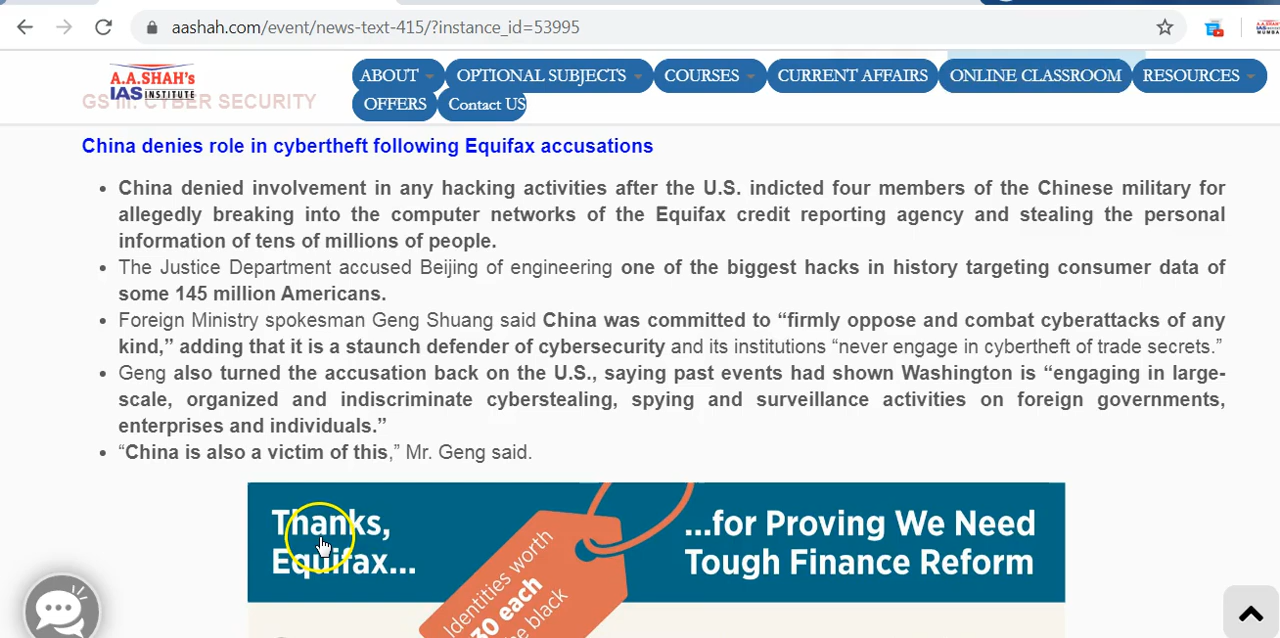 aashah.com/event/news-text-415/?instance_id=53995
A.A.SHAH's
IAS INSTITUTE
ABOUT OPTIONAL SUBJECTS COURSES CURRENT AFFAIRS ONLINE CLASSROOM RESOURCES
OFFERS Contact US
GS III: CYBER SECURITY
China denies role in cybertheft following Equifax accusations
• China denied involvement in any hacking activities after the U.S. indicted four members of the Chinese military for
allegedly breaking into the computer networks of the Equifax credit reporting agency and stealing the personal
information of tens of millions of people.
• The Justice Department accused Beijing of engineering one of the biggest hacks in history targeting consumer data of
some 145 million Americans.
• Foreign Ministry spokesman Geng Shuang said China was committed to “firmly oppose and combat cyberattacks of any
kind,” adding that it is a staunch defender of cybersecurity and its institutions “never engage in cybertheft of trade secrets.”
• Geng also turned the accusation back on the U.S., saying past events had shown Washington is “engaging in large-
scale, organized and indiscriminate cyberstealing, spying and surveillance activities on foreign governments,
enterprises and individuals.”
• “China is also a victim of this,” Mr. Geng said.
Thanks,
Equifax...
Identities worth
30 each
black
...for Proving We Need
Tough Finance Reform